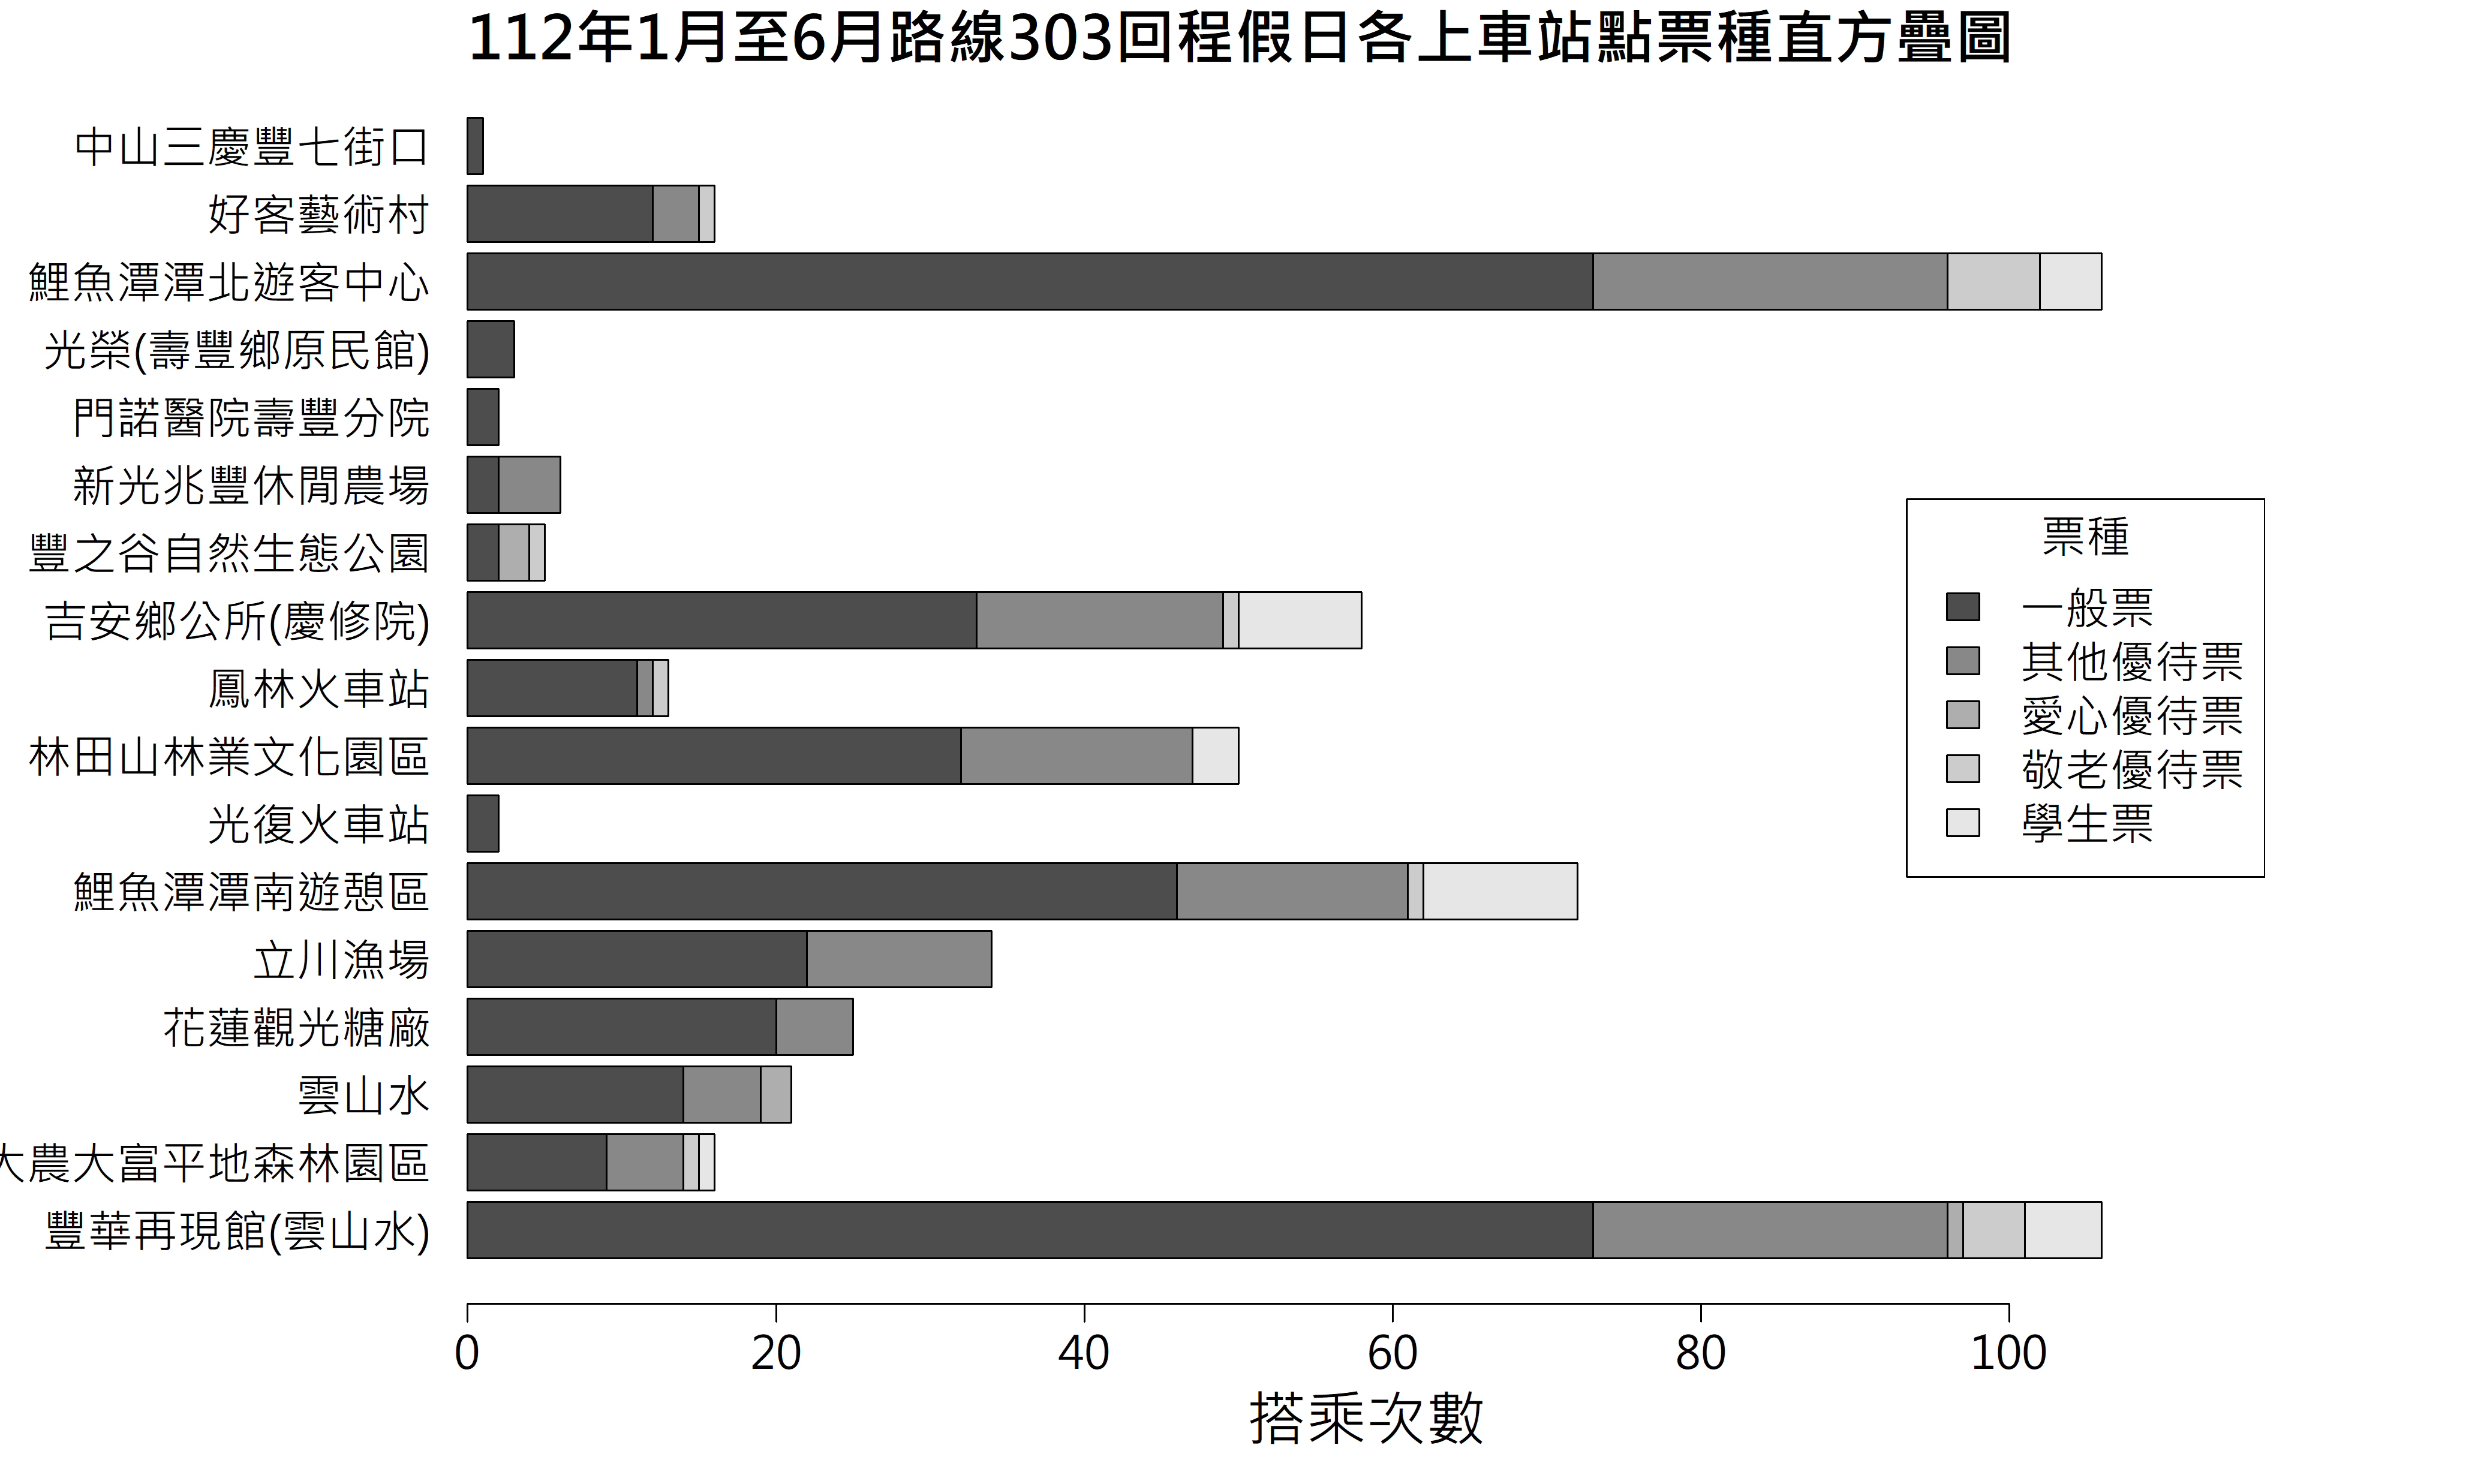 112年1月至6月路線303回程假日各上車站點票種直方疊圖
中山三慶豐七街口
好客藝術村
鯉魚潭潭北遊客中心
光榮(壽豐鄉原民館)
門諾醫院壽豐分院
新光兆豐休閒農場
豐之谷自然生態公園
吉安鄉公所(慶修院)
鳳林火車站
林田山林業文化園區
光復火車站
鯉魚潭潭南遊憩區
立川漁場
花蓮觀光糖廠
雲山水
大農大富平地森林園區
豐華再現館(雲山水)
票種
一般票
其他優待票
愛心優待票
敬老優待票
學生票
0 20 40 60 80 100
搭乘次數